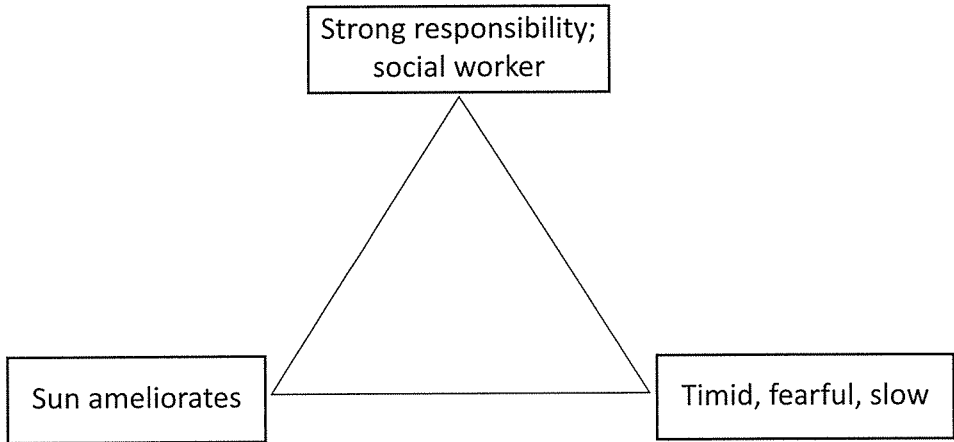 Strong responsibility;
social worker
Sun ameliorates
Timid, fearful, slow